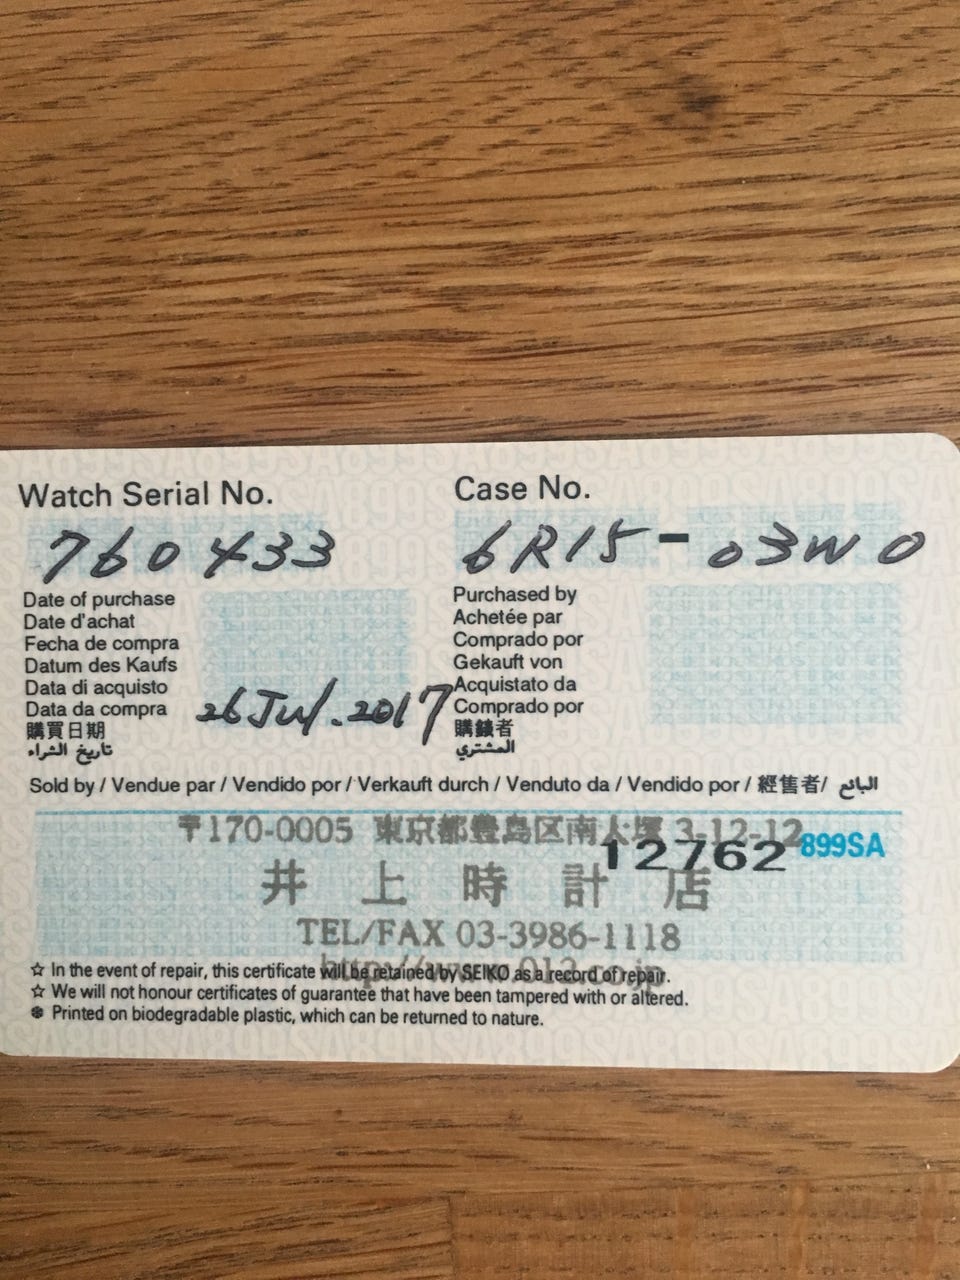 Watch Serial No.
760433
Case No.
6R15-03W0
Date of purchase
Date d'achat
Fecha de compra
Datum des Kaufs
Data di acquisto
Data da compra
購買日期
تاريخ الشراء
26 Jul. 2017
Purchased by
Achetée par
Comprado por
Gekauft von
Acquistato da
Comprado por
購錶者
المشتري
Sold by / Vendue par / Vendido por / Verkauft durch / Venduto da / Vendido por / 經售者/ البائع
〒170-0005 東京都豊島区南大塚 3-12-12
12762 899SA
井上時計店
TEL/FAX 03-3986-1118
http://www.012.co.jp
☆ In the event of repair, this certificate will be retained by SEIKO as a record of repair.
☆ We will not honour certificates of guarantee that have been tampered with or altered.
❄ Printed on biodegradable plastic, which can be returned to nature.